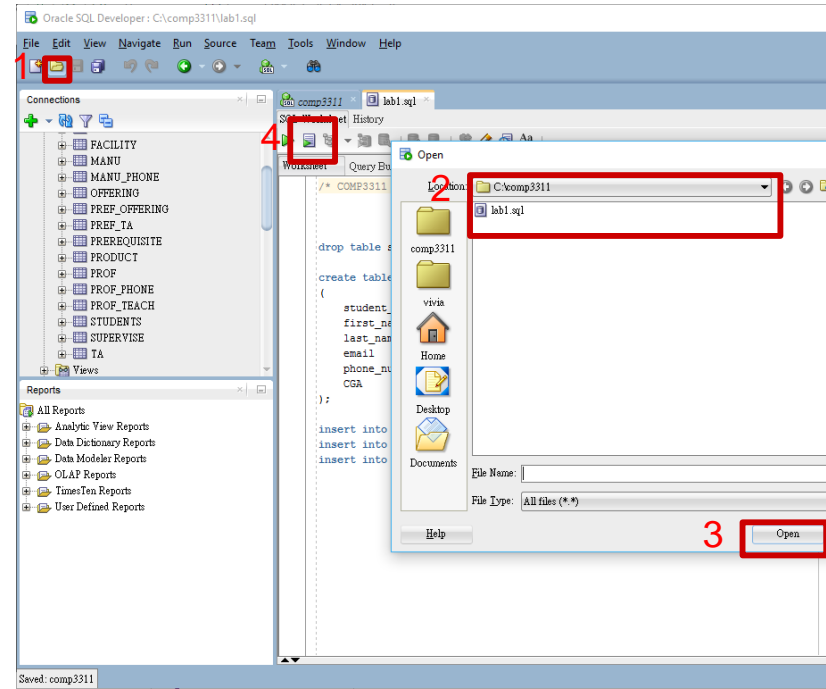 Oracle SQL Developer : C:\comp3311\lab1.sql
File Edit View Navigate Run Source Team Tools Window Help
1
Connections
FACILITY
MANU
MANU_PHONE
OFFERING
PREF_OFFERING
PREF_TA
PREREQUISITE
PRODUCT
PROF
PROF_PHONE
PROF_TEACH
STUDENTS
SUPERVISE
TA
Views
Reports
All Reports
Analytic View Reports
Data Dictionary Reports
Data Modeler Reports
OLAP Reports
TimesTen Reports
User Defined Reports
comp3311 lab1.sql
SQL Worksheet History
4
Aa
Worksheet Query Bu
/* COMP3311
drop table s
create table
(
student_
first_na
last_nam
email
phone_nu
CGA
);
insert into
insert into
insert into
Open
2
Location: C:\comp3311
lab1.sql
comp3311
vivia
Home
Desktop
Documents
File Name:
File Type: All files (*.*)
Help
3
Open
Saved: comp3311